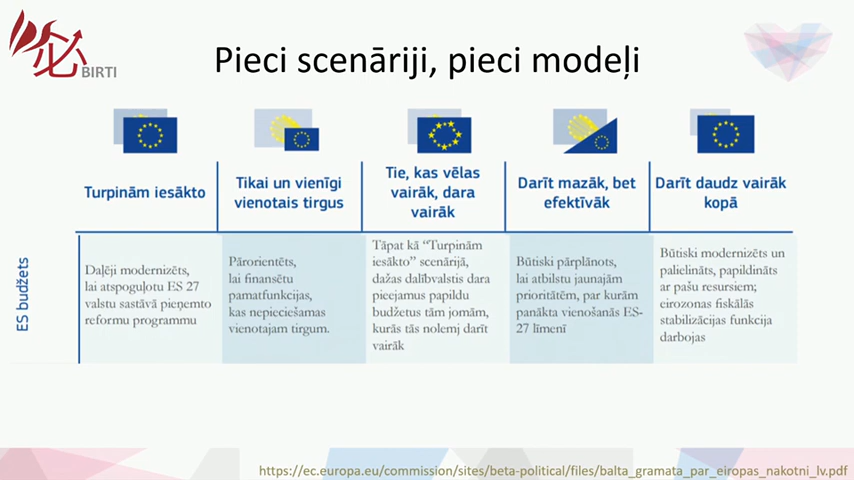 BIRTI
Pieci scenāriji, pieci modeļi
Turpinām iesākto
Tikai un vienīgi
vienotais tirgus
Tie, kas vēlas
vairāk, dara
vairāk
Darīt mazāk, bet
efektīvāk
Darīt daudz vairāk
kopā
ES budžets
Daļēji modernizēts,
lai atspoguļotu ES 27
valstu sastāvā pieņemto
reformu programmu
Pārorientēts,
lai finansētu
pamatfunkcijas,
kas nepieciešamas
vienotajam tirgum.
Tāpat kā “Turpinām
iesākto” scenārijā,
dažas dalībvalstis dara
piecjamus papildu
budžetus tām jomām,
kurās tās nolemj darīt
vairāk
Būtiski pārplānots,
lai atbilstu jaunajām
prioritātēm, par kurām
panākta vienošanās ES-
27 līmenī
Būtiski modernizēts un
palielināts, papildināts
ar pašu resursiem;
eirozonas fiskālās
stabilizācijas funkcija
darbojas
https://ec.europa.eu/commission/sites/beta-political/files/balta_gramata_par_eiropas_nakotni_lv.pdf